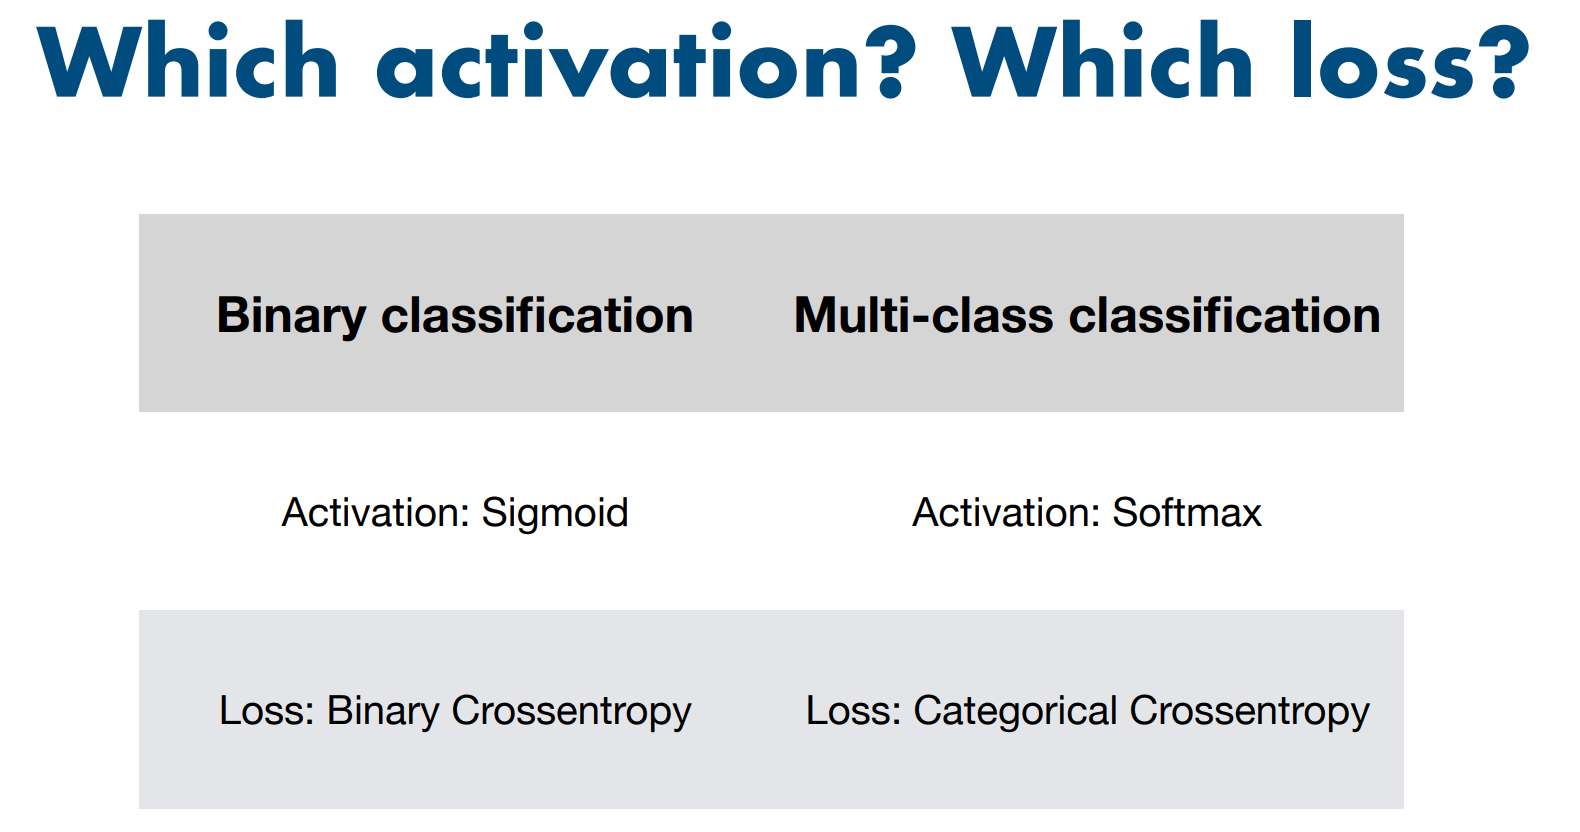 Which activation? Which loss?
Binary classification
Multi-class classification
Activation: Sigmoid
Activation: Softmax
Loss: Binary Crossentropy
Loss: Categorical Crossentropy